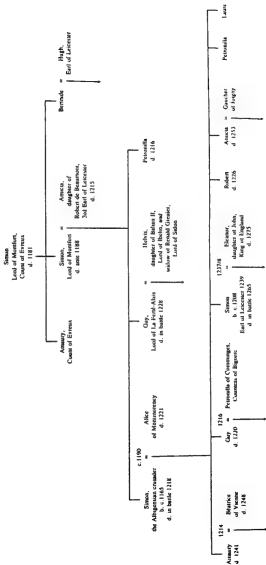 Simon
Lord of Montfort,
Count of Evreux
d. 1181
Amaury,
Count of Evreux
Simon,
Lord of Montfort
d. ante 1188
=
Amicia,
daughter of
Robert de Beaumont,
3rd Earl of Leicester
d. 1215
Bertrade
=
Hugh,
Earl of Leicester
c. 1190
Simon,
the Albigensian crusader
b. c. 1165
d. in battle 1218
=
Alice
of Montmorency
d. 1221
Guy,
Lord of La Ferté-Alais
d. in battle 1228
=
Helvis,
daughter of Balian II,
Lord of Ibelin, and
widow of Renaud Grenier,
Lord of Sidon
Petronilla
d. 1216
1214
Amaury
d. 1241
=
Béatrice
of Vienne
d. 1248
1216
Guy
d. 1220
=
Petronilla of Comminges,
Countess of Bigorre
1237/8
Simon
b. c. 1208
Earl of Leicester 1239
d. in battle 1265
=
Eleanor,
daughter of John,
King of England
d. 1275
Robert
d. 1226
Amicia
d. 1253
=
Gaucher
of Joigny
Petronilla
Laura